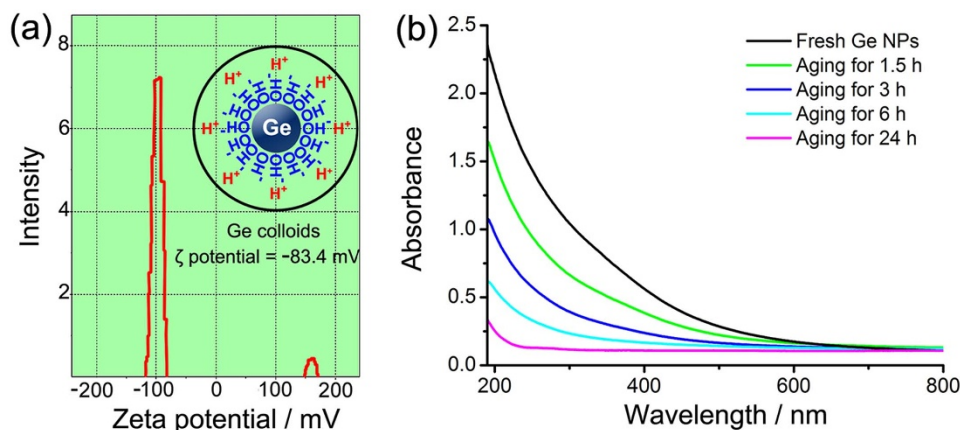 (a)
Intensity
8
6
4
2
H⁺
H⁺
H⁺
H⁺
H⁺
H⁺
H⁺
H⁺
OH⁻
Ge
Ge colloids
ζ potential = −83.4 mV
-200 -100 0 100 200
Zeta potential / mV
(b)
Absorbance
2.5
2.0
1.5
1.0
0.5
0.0
Fresh Ge NPs
Aging for 1.5 h
Aging for 3 h
Aging for 6 h
Aging for 24 h
200 400 600 800
Wavelength / nm